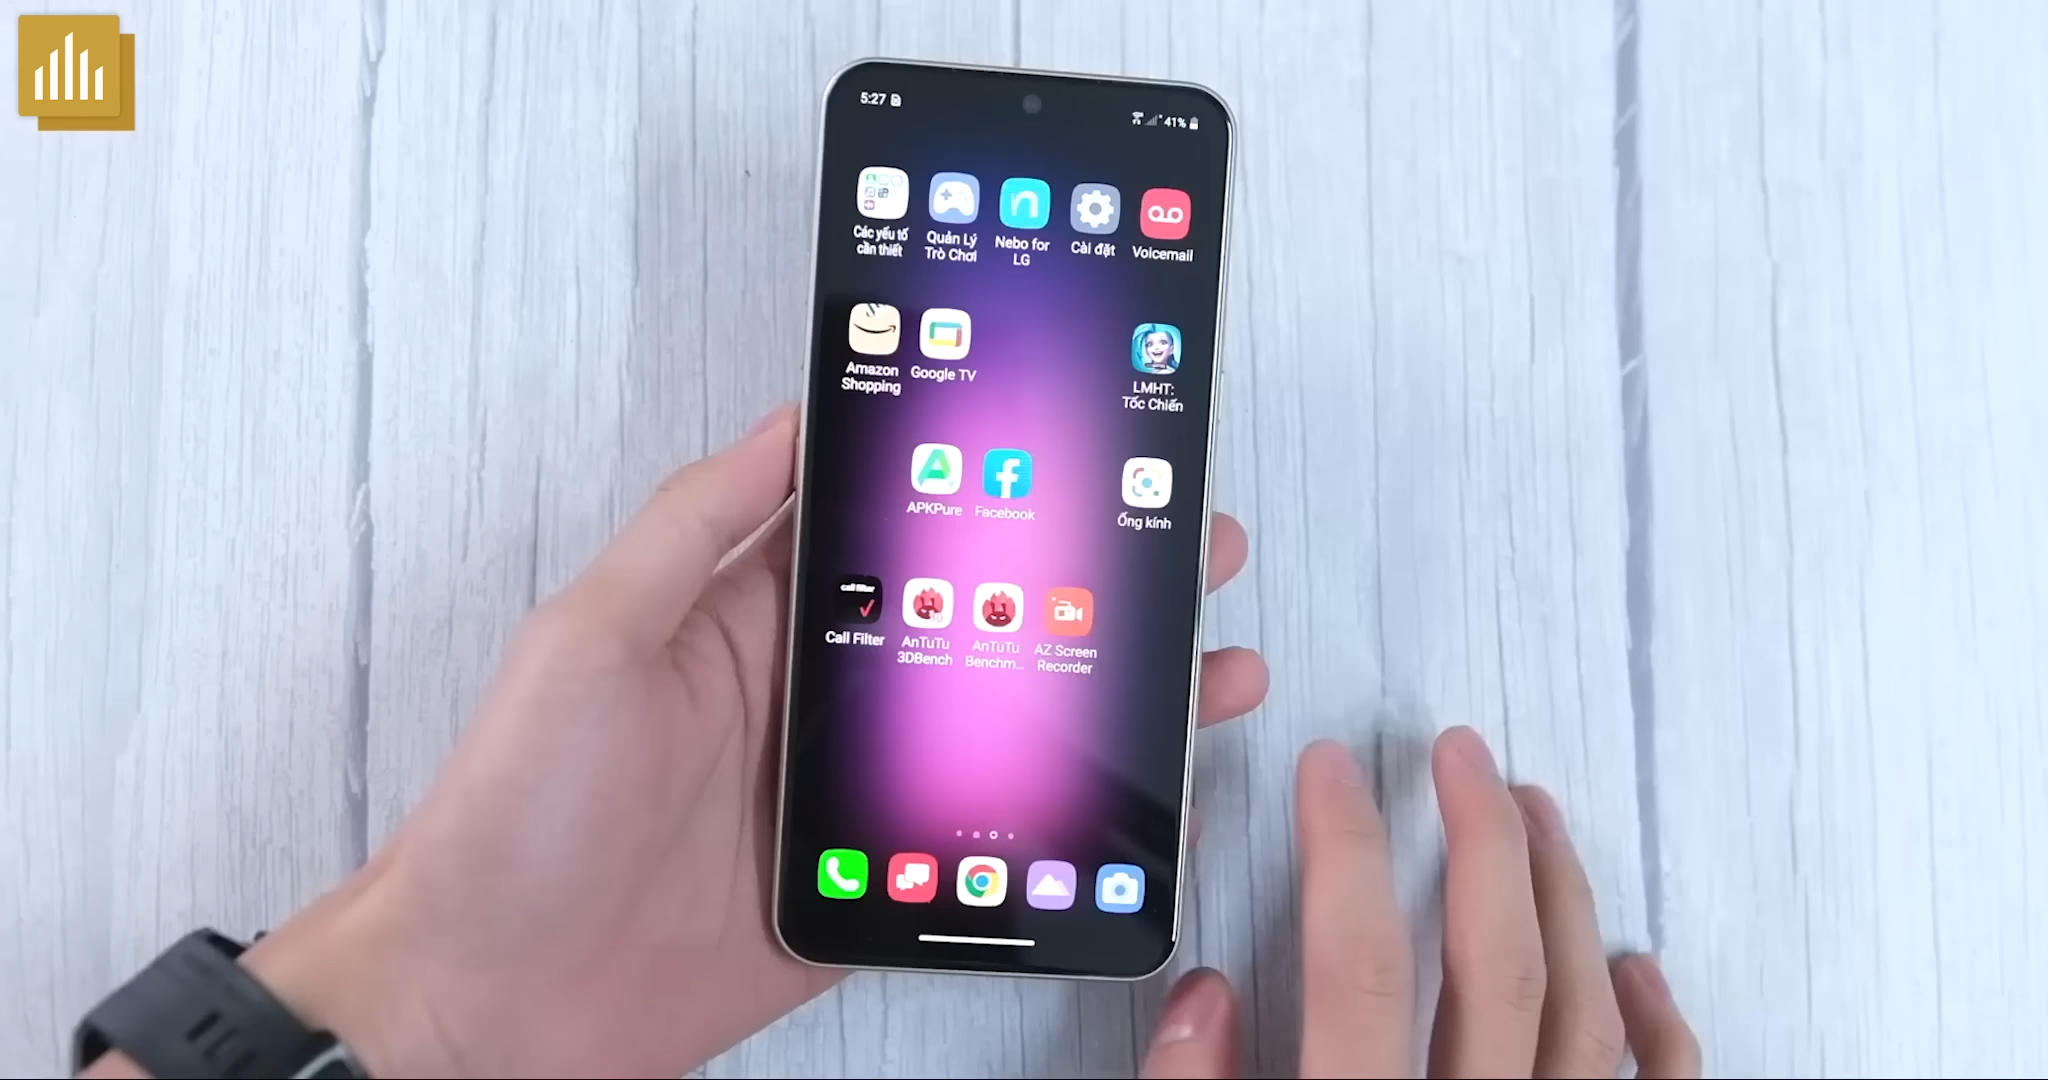 5:27
41%
Các yếu tố
cần thiết
Quản Lý
Trò Chơi
Nebo for
LG
Cài đặt
Voicemail
Amazon
Shopping
Google TV
LMHT:
Tốc Chiến
APKPure
Facebook
Ống kính
call filter
Call Filter
AnTuTu
3DBench
AnTuTu
Benchm...
AZ Screen
Recorder